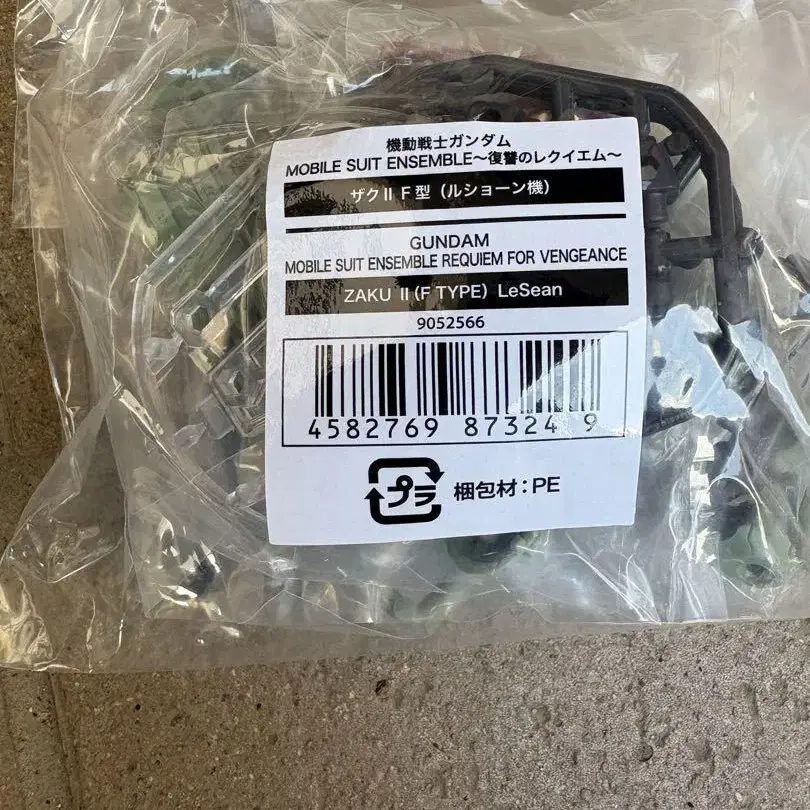 機動戦士ガンダム
MOBILE SUIT ENSEMBLE〜復讐のレクイエム〜
ザクⅡ F型（ルショーン機）
GUNDAM
MOBILE SUIT ENSEMBLE REQUIEM FOR VENGEANCE
ZAKU Ⅱ（F TYPE）LeSean
9052566
4582769 87324 9
プラ 梱包材：PE